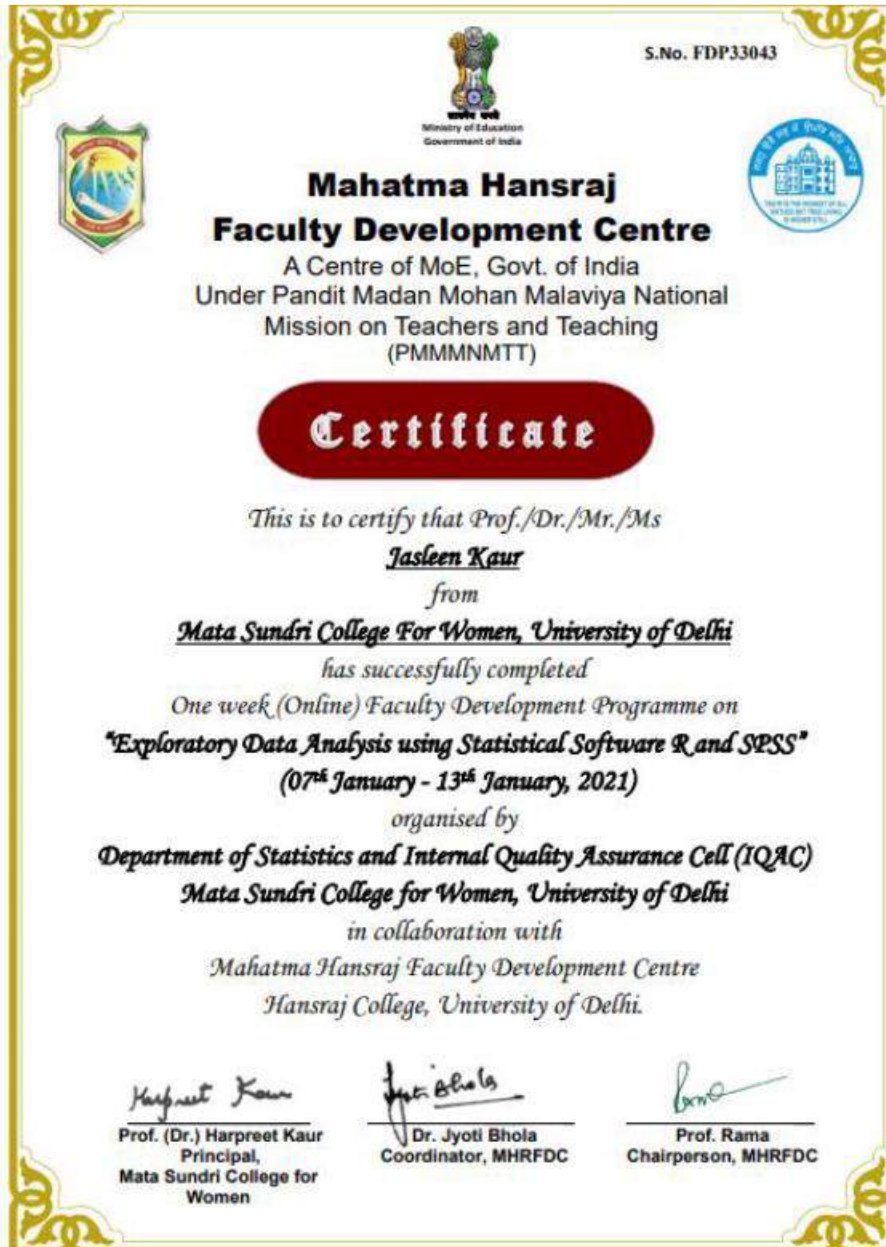 S.No. FDP33043
सत्यमेव जयते
Ministry of Education
Government of India
Mahatma Hansraj
Faculty Development Centre
A Centre of MoE, Govt. of India
Under Pandit Madan Mohan Malaviya National
Mission on Teachers and Teaching
(PMMMNMTT)
Certificate
This is to certify that Prof./Dr./Mr./Ms
Jasleen Kaur
from
Mata Sundri College For Women, University of Delhi
has successfully completed
One week (Online) Faculty Development Programme on
"Exploratory Data Analysis using Statistical Software R and SPSS"
(07th January - 13th January, 2021)
organised by
Department of Statistics and Internal Quality Assurance Cell (IQAC)
Mata Sundri College for Women, University of Delhi
in collaboration with
Mahatma Hansraj Faculty Development Centre
Hansraj College, University of Delhi.
Harpreet Kaur
Jyoti Bhola
Rama
Prof. (Dr.) Harpreet Kaur
Principal,
Mata Sundri College for
Women
Dr. Jyoti Bhola
Coordinator, MHRFDC
Prof. Rama
Chairperson, MHRFDC